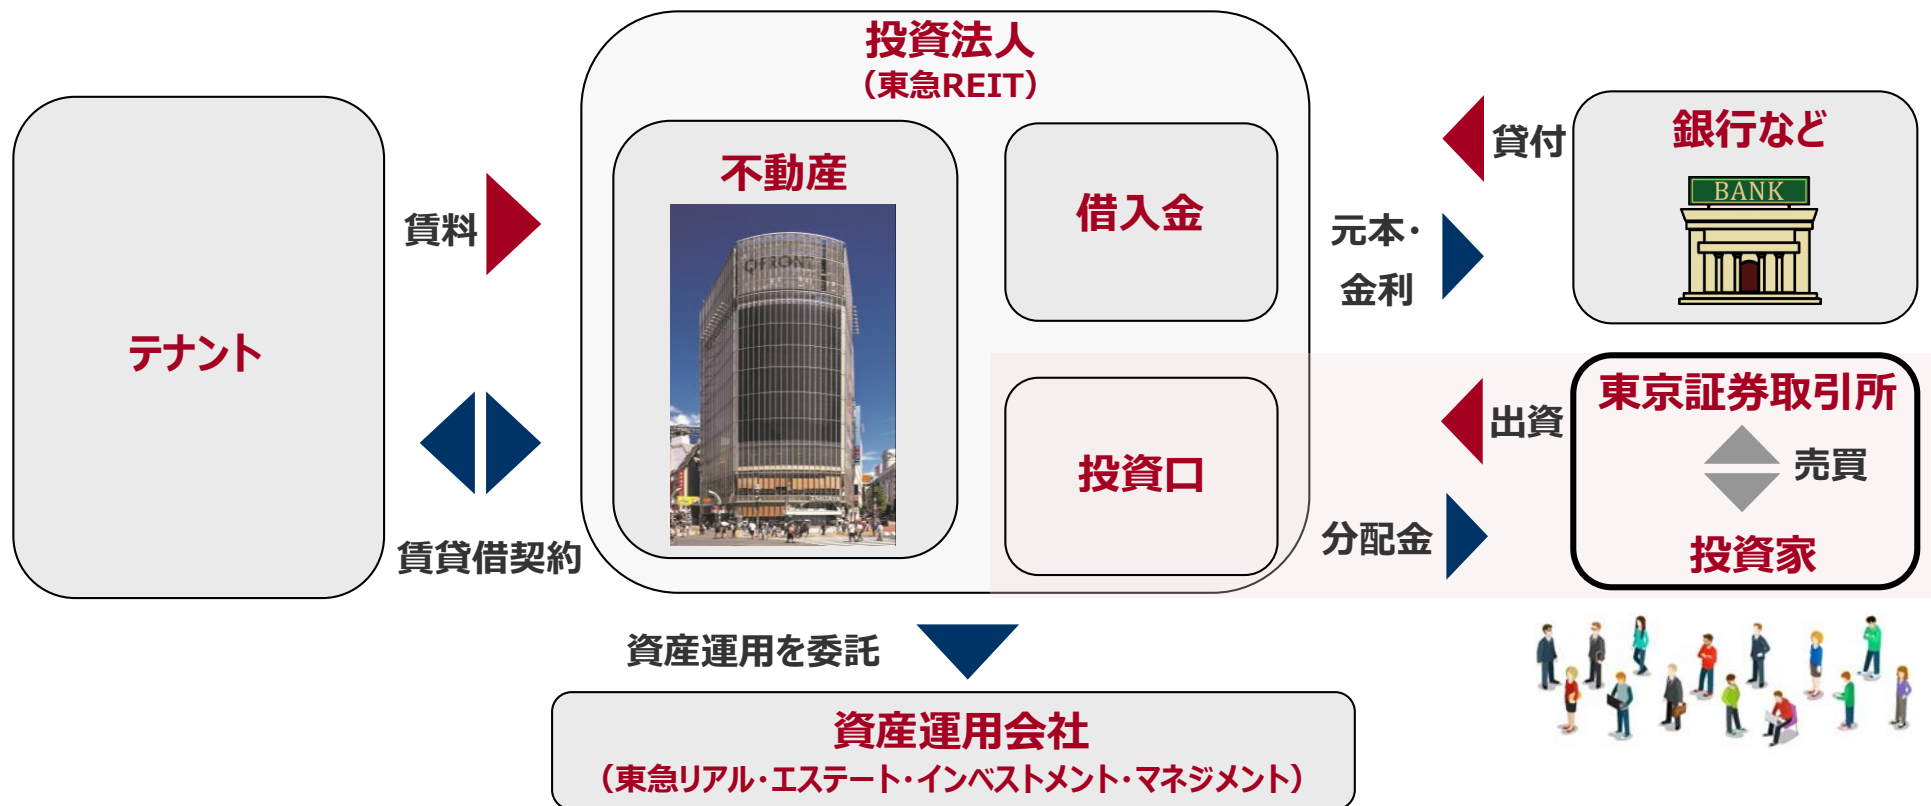 投資法人
（東急REIT）
テナント
賃料
賃貸借契約
不動産
QFRONT
借入金
投資口
貸付
元本・
金利
銀行など
BANK
出資
分配金
東京証券取引所
売買
投資家
資産運用を委託
資産運用会社
（東急リアル・エステート・インベストメント・マネジメント）